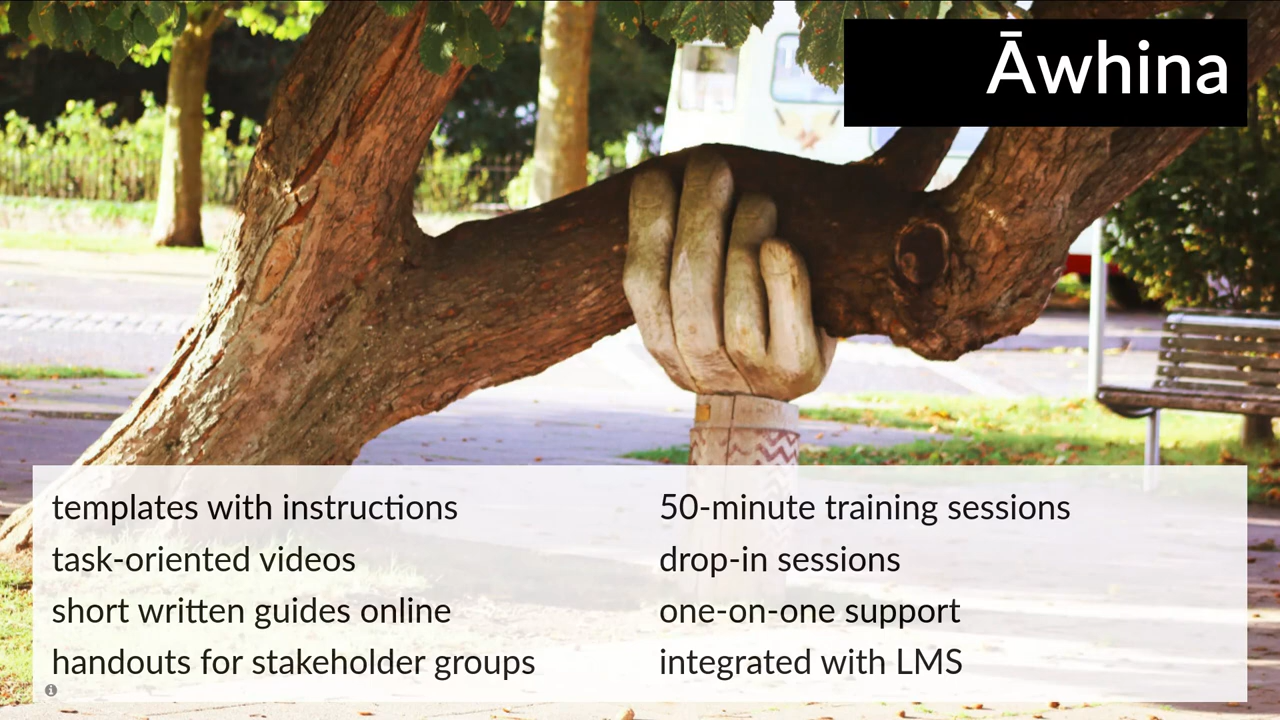 Āwhina
templates with instructions
task-oriented videos
short written guides online
handouts for stakeholder groups
50-minute training sessions
drop-in sessions
one-on-one support
integrated with LMS